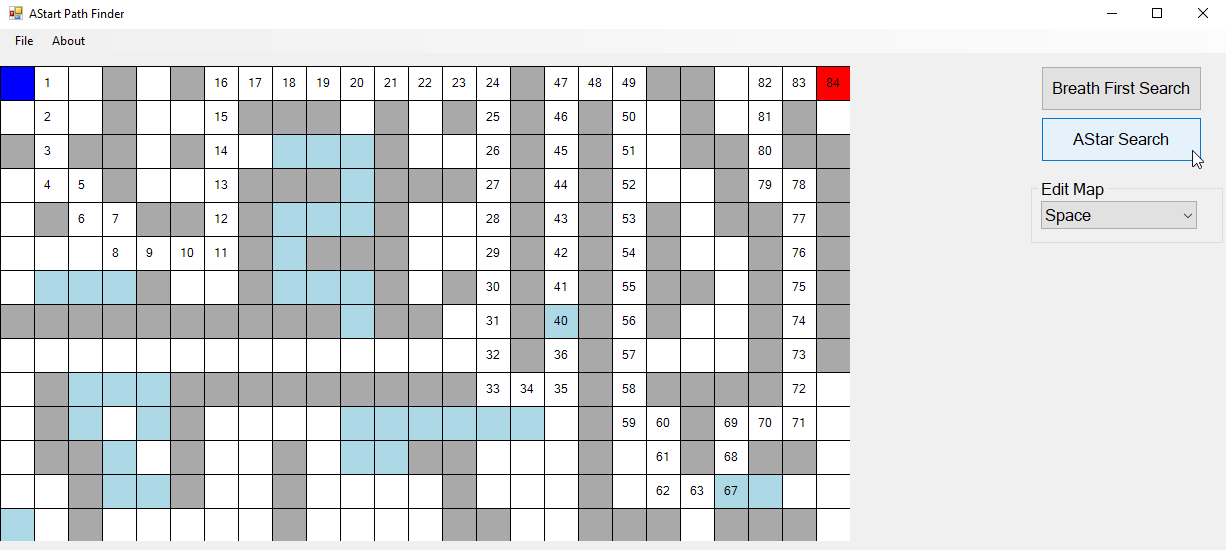 AStart Path Finder
File About
1 16 17 18 19 20 21 22 23 24 47 48 49 82 83 84
Breath First Search
2 15 25 46 50 81
AStar Search
3 14 26 45 51 80
4 5 13 27 44 52 79 78
Edit Map
6 7 12 28 43 53 77
Space
8 9 10 11 29 42 54 76
30 41 55 75
31 40 56 74
32 36 57 73
33 34 35 58 72
59 60 69 70 71
61 68
62 63 67